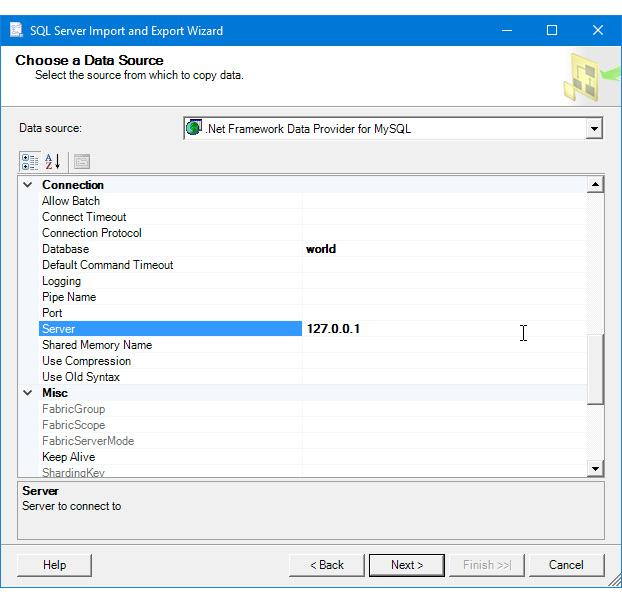 SQL Server Import and Export Wizard
Choose a Data Source
Select the source from which to copy data.
Data source:
.Net Framework Data Provider for MySQL
Connection
Allow Batch
Connect Timeout
Connection Protocol
Database world
Default Command Timeout
Logging
Pipe Name
Port
Server 127.0.0.1
Shared Memory Name
Use Compression
Use Old Syntax
Misc
FabricGroup
FabricScope
FabricServerMode
Keep Alive
ShardingKey
Server
Server to connect to
Help
< Back
Next >
Finish >>|
Cancel